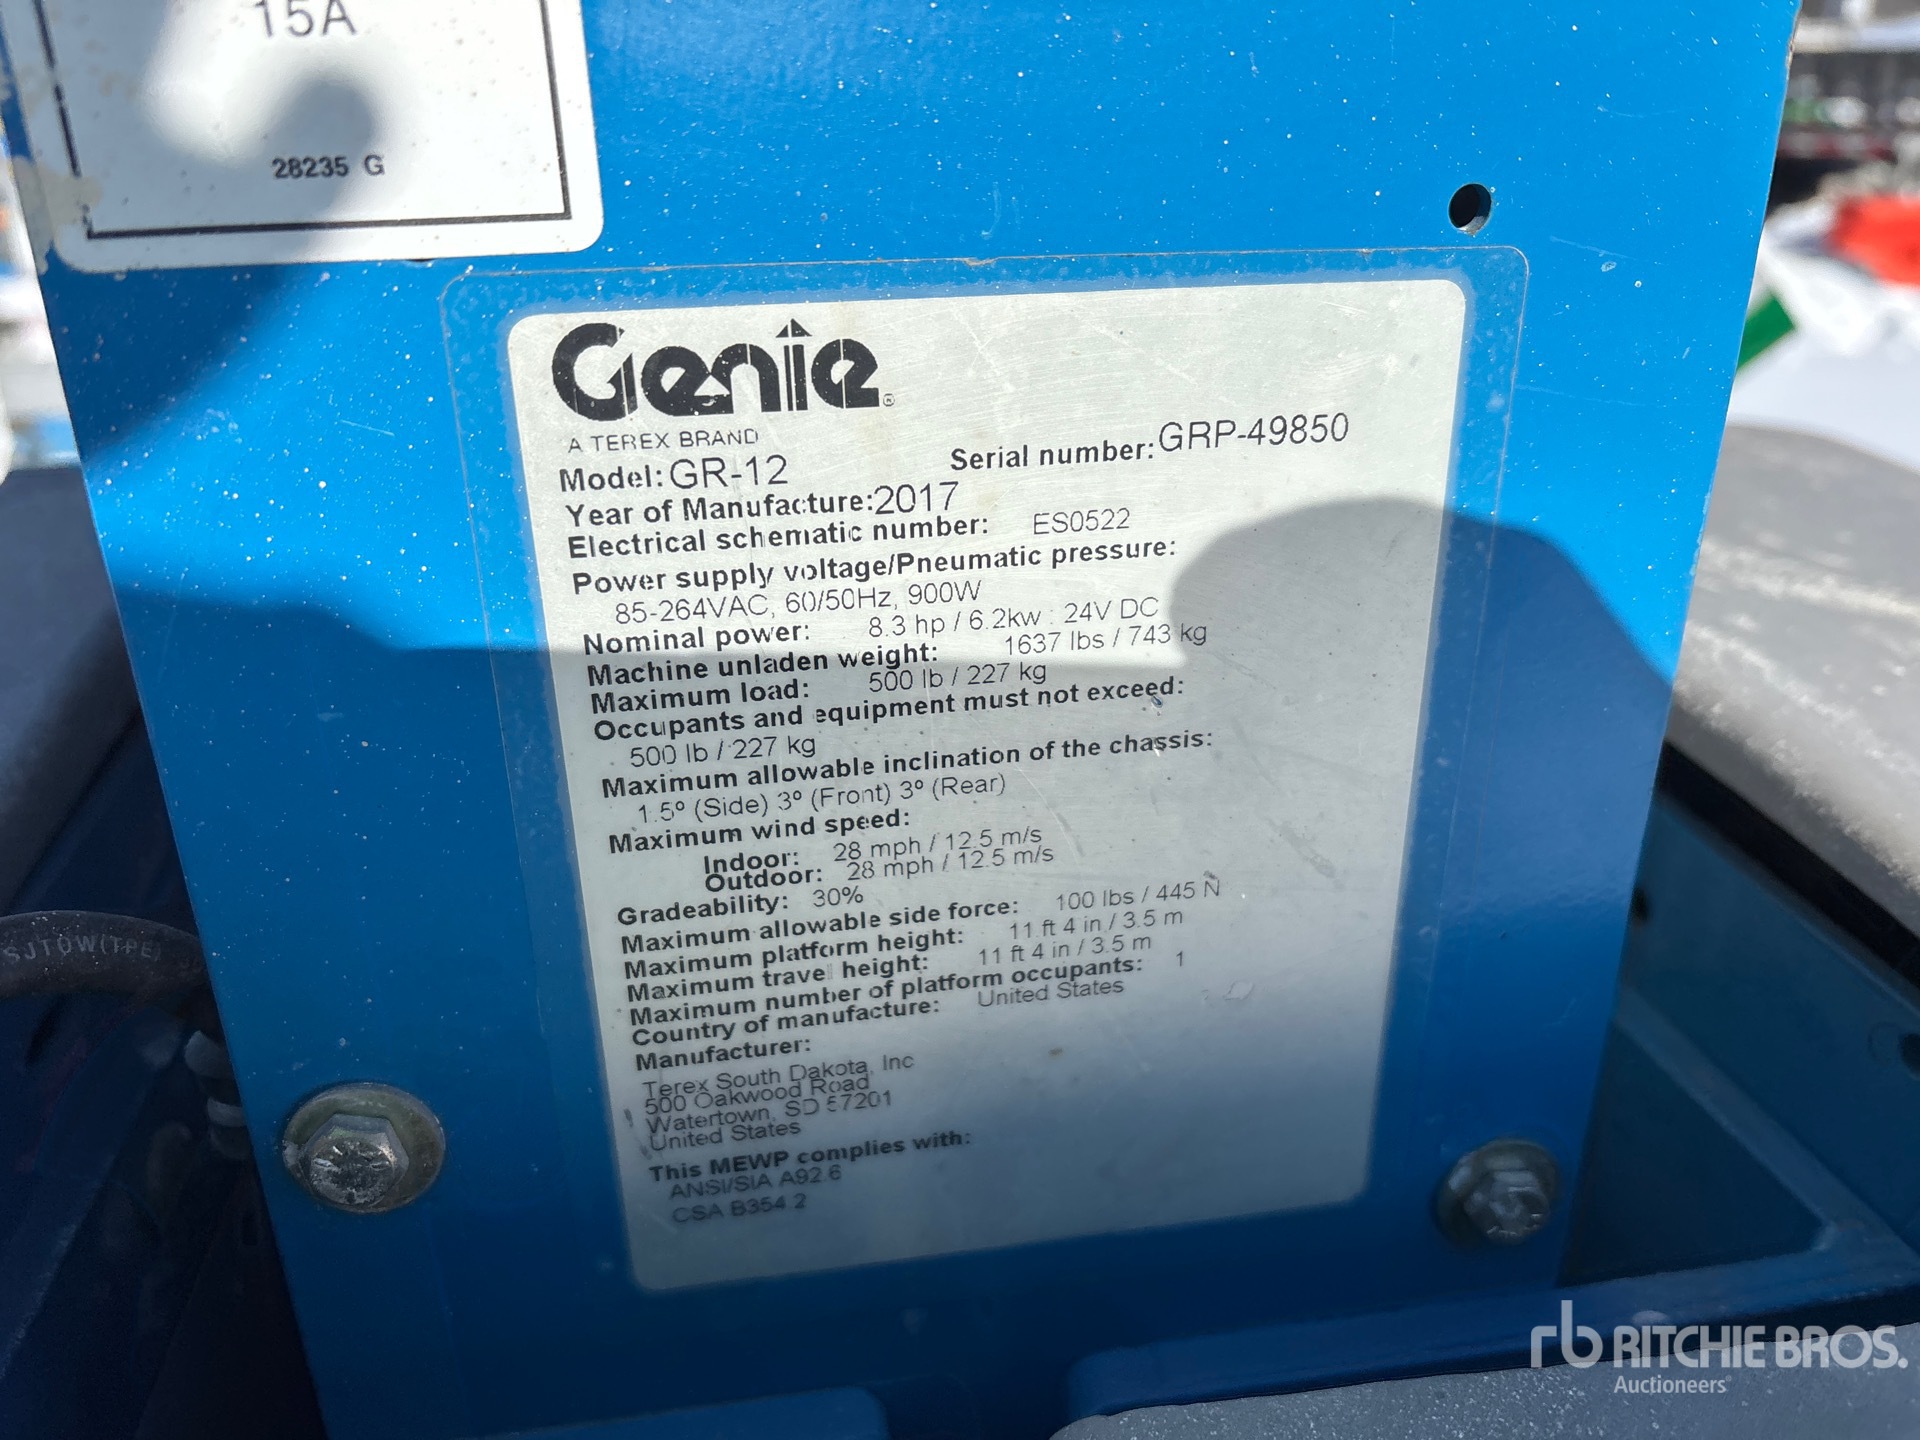 15A
28235 G
Genie®
A TEREX BRAND
Model: GR-12
Serial number: GRP-49850
Year of Manufacture: 2017
Electrical schematic number: ES0522
Power supply voltage/Pneumatic pressure:
85-264VAC, 60/50Hz, 900W
Nominal power: 8.3 hp / 6.2kw : 24V DC
Machine unladen weight: 1637 lbs / 743 kg
Maximum load: 500 lb / 227 kg
Occupants and equipment must not exceed:
500 lb / 227 kg
Maximum allowable inclination of the chassis:
1.5º (Side) 3º (Front) 3º (Rear)
Maximum wind speed:
Indoor: 28 mph / 12.5 m/s
Outdoor: 28 mph / 12.5 m/s
Gradeability: 30%
Maximum allowable side force: 100 lbs / 445 N
Maximum platform height: 11 ft 4 in / 3.5 m
Maximum travel height: 11 ft 4 in / 3.5 m
Maximum number of platform occupants: 1
Country of manufacture: United States
Manufacturer:
Terex South Dakota, Inc
500 Oakwood Road
Watertown, SD 57201
United States
This MEWP complies with:
ANSI/SIA A92.6
CSA B354.2
SJTOW(TPE)
rb RITCHIE BROS.
Auctioneers